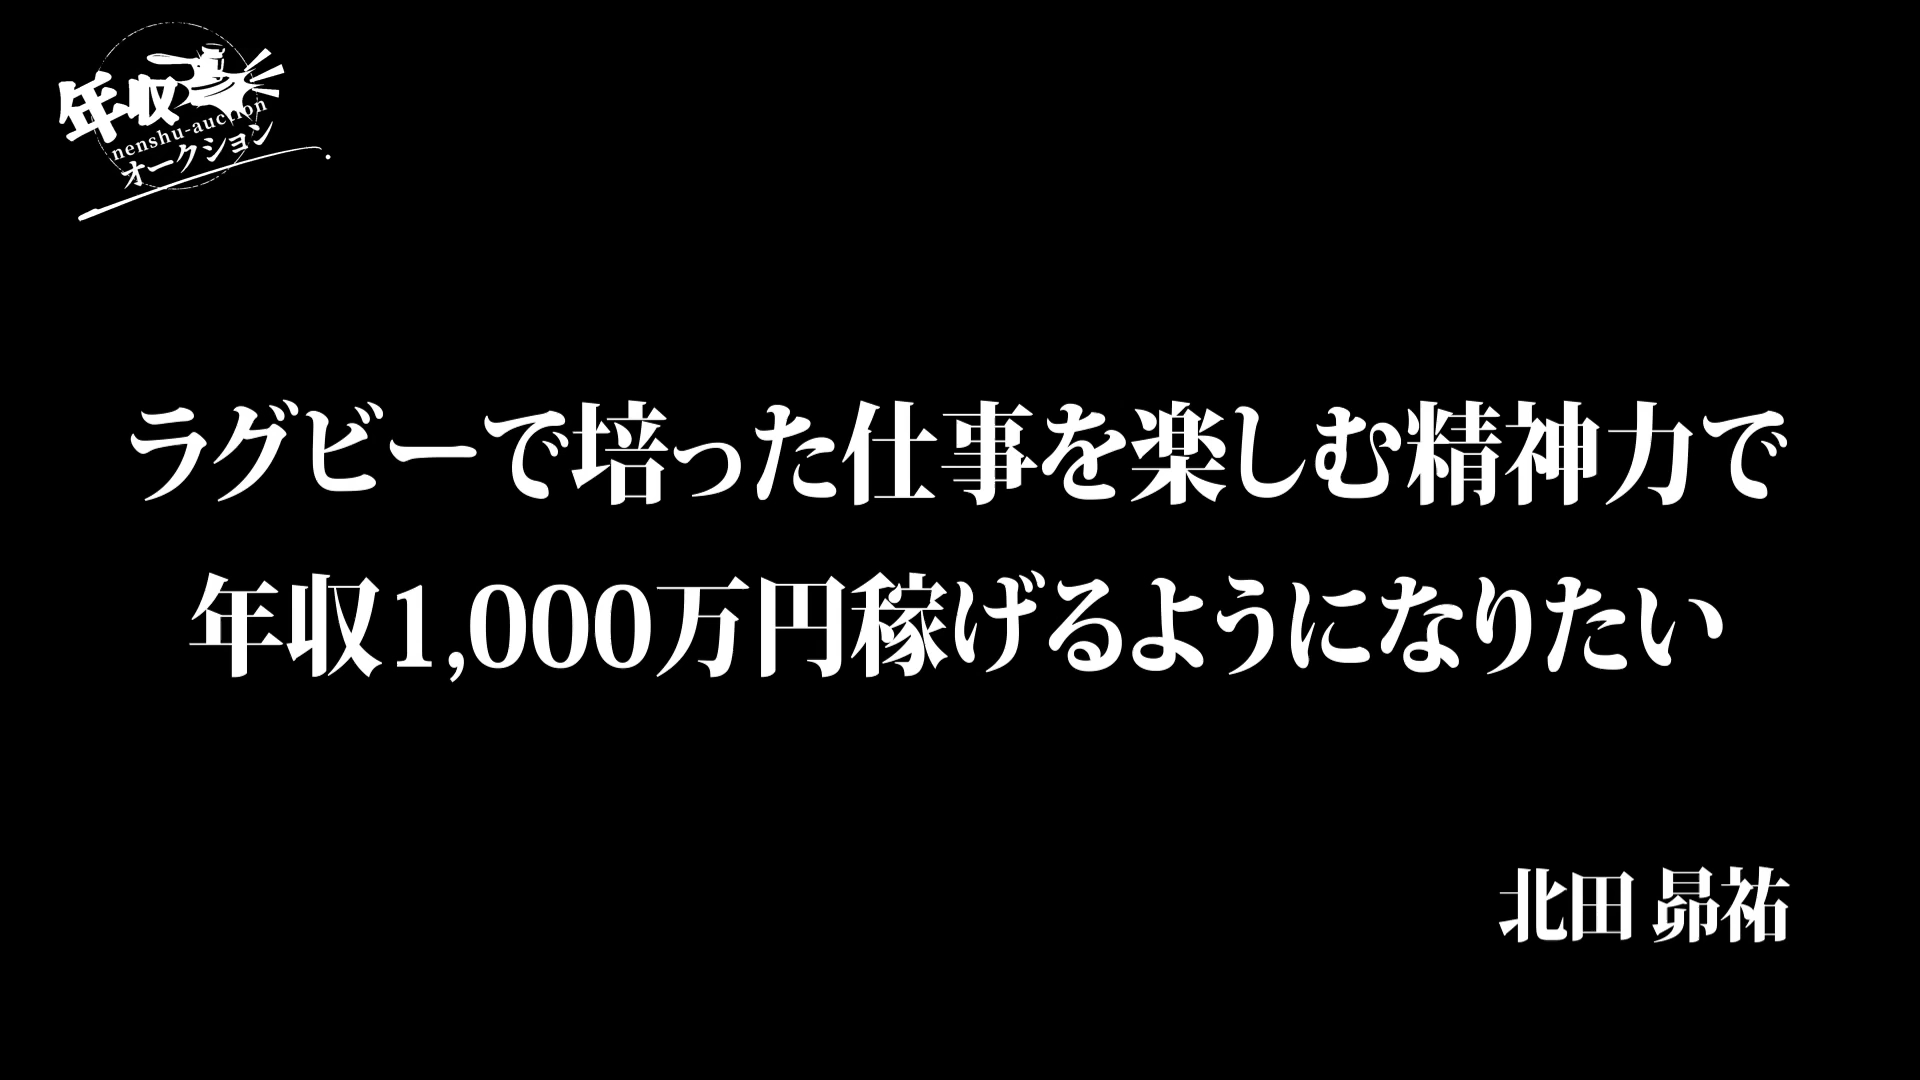 年収
nenshu-auction
オークション
ラグビーで培った仕事を楽しむ精神力で
年収1,000万円稼げるようになりたい
北田 昴祐